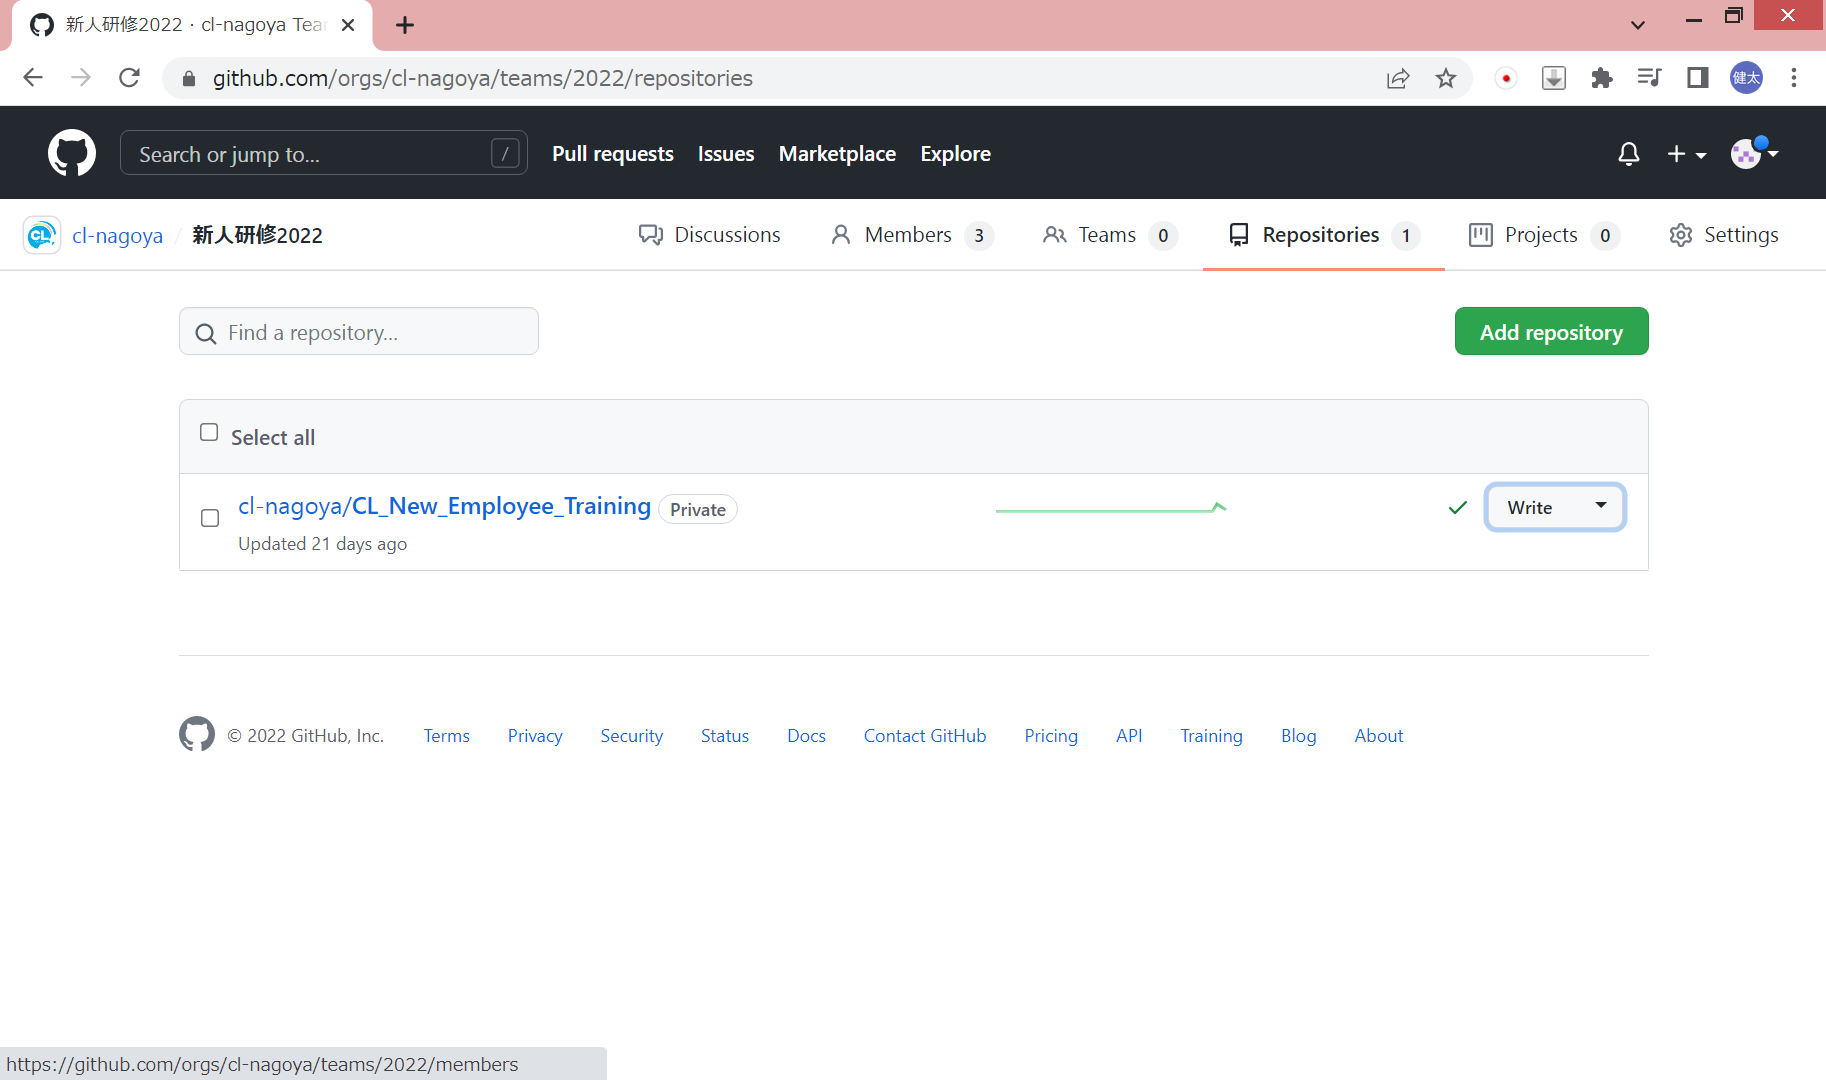 新人研修2022 · cl-nagoya Tea
github.com/orgs/cl-nagoya/teams/2022/repositories
健太
Search or jump to...
/
Pull requests
Issues
Marketplace
Explore
CL
cl-nagoya / 新人研修2022
Discussions
Members 3
Teams 0
Repositories 1
Projects 0
Settings
Find a repository...
Add repository
Select all
cl-nagoya/CL_New_Employee_Training Private
Write
Updated 21 days ago
© 2022 GitHub, Inc.
Terms
Privacy
Security
Status
Docs
Contact GitHub
Pricing
API
Training
Blog
About
https://github.com/orgs/cl-nagoya/teams/2022/members